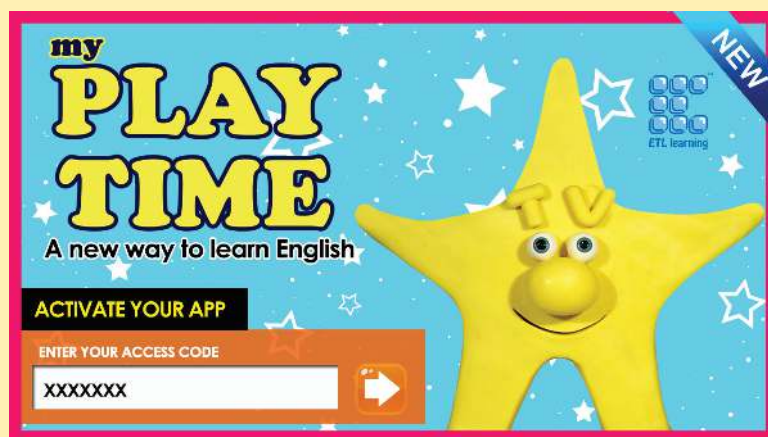 my
PLAY
TIME
A new way to learn English
NEW
ETL learning
T V
ACTIVATE YOUR APP
ENTER YOUR ACCESS CODE
XXXXXXX